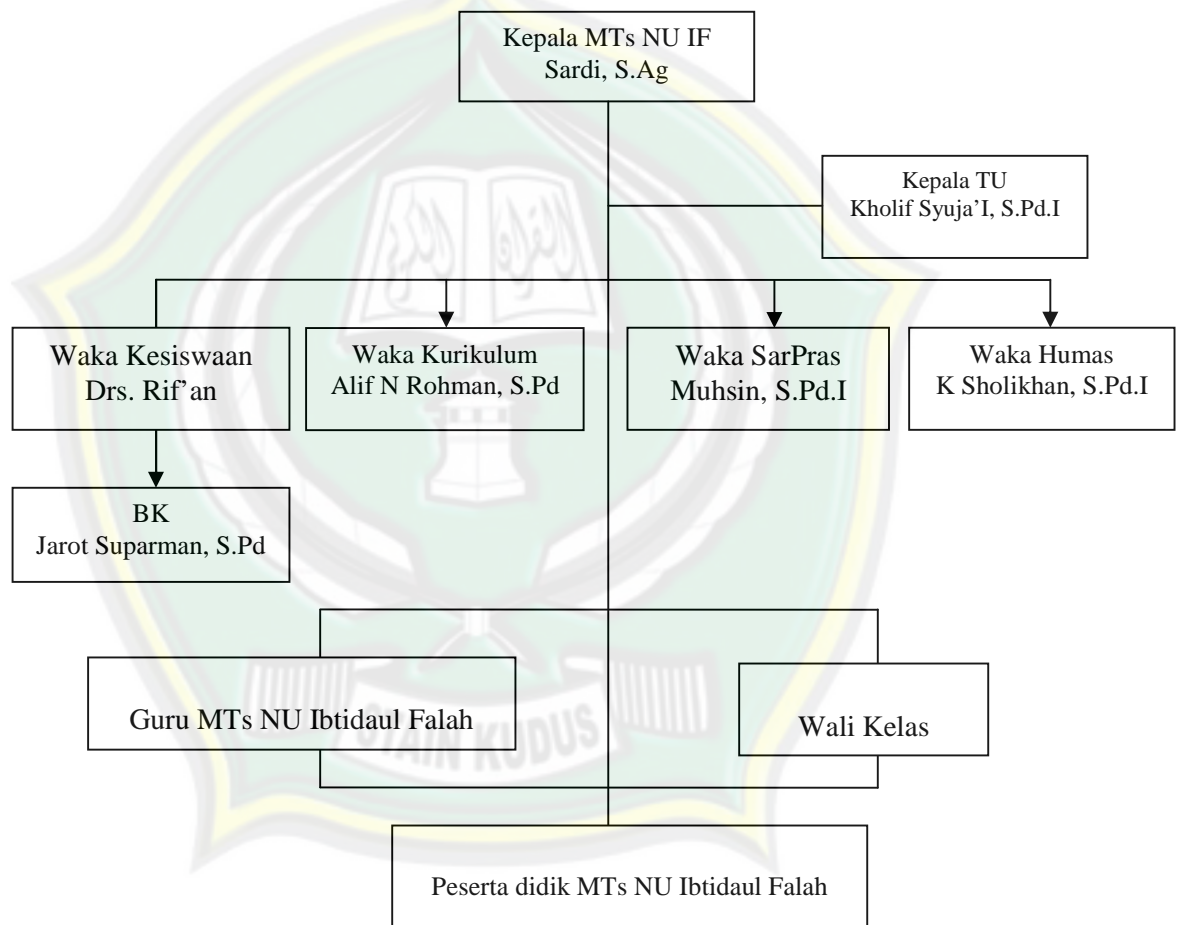 Kepala MTs NU IF
Sardi, S.Ag
Kepala TU
Kholif Syuja’I, S.Pd.I
Waka Kesiswaan
Drs. Rif’an
Waka Kurikulum
Alif N Rohman, S.Pd
Waka SarPras
Muhsin, S.Pd.I
Waka Humas
K Sholikhan, S.Pd.I
BK
Jarot Suparman, S.Pd
Guru MTs NU Ibtidaul Falah
Wali Kelas
STAIN KUDUS
Peserta didik MTs NU Ibtidaul Falah